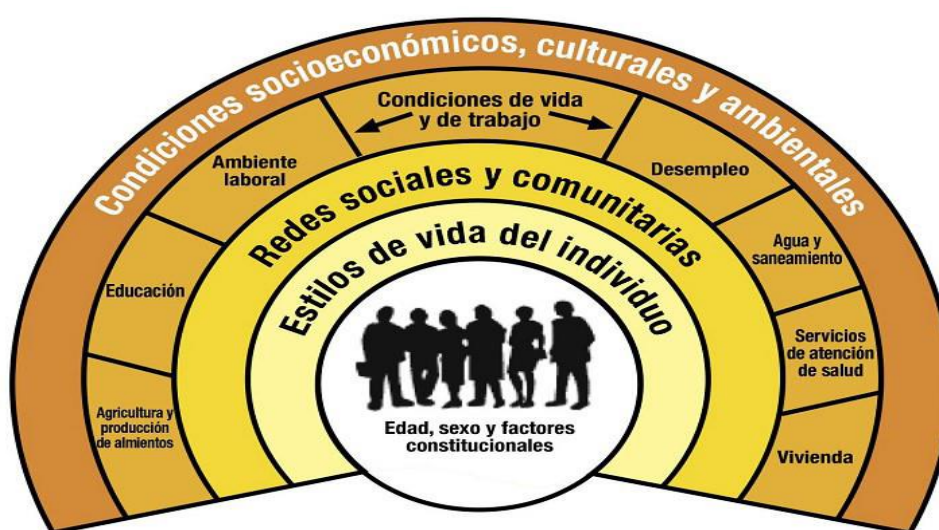 Condiciones socioeconómicos, culturales y ambientales
Condiciones de vida
y de trabajo
Ambiente
laboral
Desempleo
Educación
Agua y
saneamiento
Agricultura y
producción
de almientos
Servicios
de atención
de salud
Vivienda
Redes sociales y comunitarias
Estilos de vida del individuo
Edad, sexo y factores
constitucionales